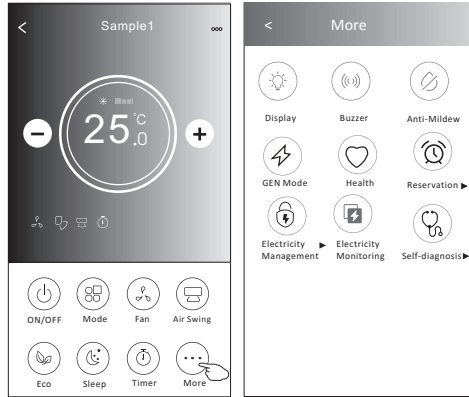 Sample1
25.0 °C
ON/OFF Mode Fan Air Swing
Eco Sleep Timer More
< More
Display Buzzer Anti-Mildew
GEN Mode Health Reservation ▶
Electricity ▶ Electricity
Management Monitoring Self-diagnosis ▶